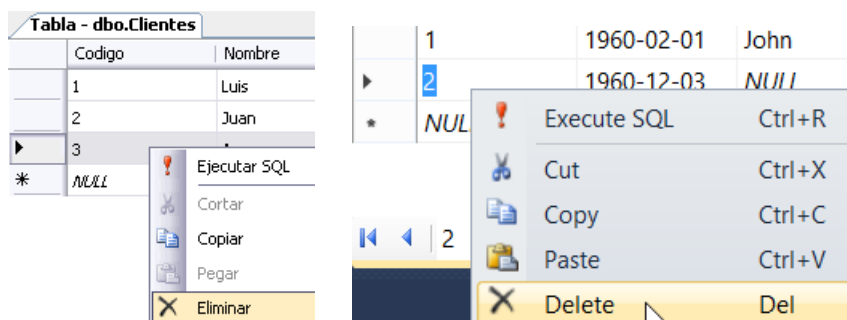 Tabla - dbo.Clientes
Codigo Nombre
1 Luis
2 Juan
3
NULL
Ejecutar SQL
Cortar
Copiar
Pegar
Eliminar
1 1960-02-01 John
2 1960-12-03 NULL
NUL
Execute SQL Ctrl+R
Cut Ctrl+X
Copy Ctrl+C
2
Paste Ctrl+V
Delete Del